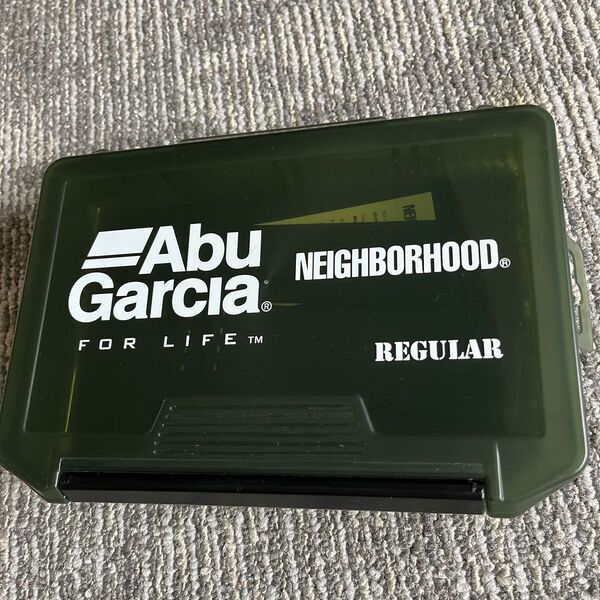 Abu
Garcia®
FOR LIFE™
NEIGHBORHOOD®
REGULAR